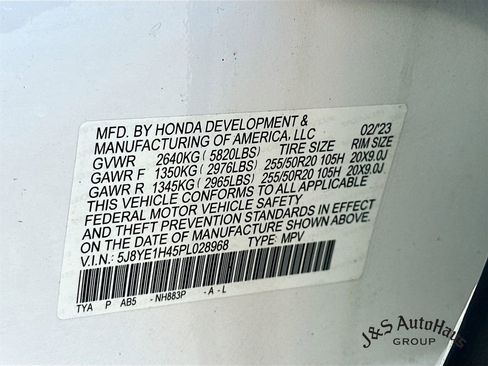 MFD. BY HONDA DEVELOPMENT &
MANUFACTURING OF AMERICA, LLC 02/23
GVWR 2640KG ( 5820LBS) TIRE SIZE RIM SIZE
GAWR F 1350KG ( 2976LBS) 255/50R20 105H 20X9.0J
GAWR R 1345KG ( 2965LBS) 255/50R20 105H 20X9.0J
THIS VEHICLE CONFORMS TO ALL APPLICABLE
FEDERAL MOTOR VEHICLE SAFETY
AND THEFT PREVENTION STANDARDS IN EFFECT
ON THE DATE OF MANUFACTURE SHOWN ABOVE.
V.I.N.: 5J8YE1H45PL028968 TYPE: MPV
TYA P AB5 -NH883P -A-L
J&S AutoHaus
GROUP